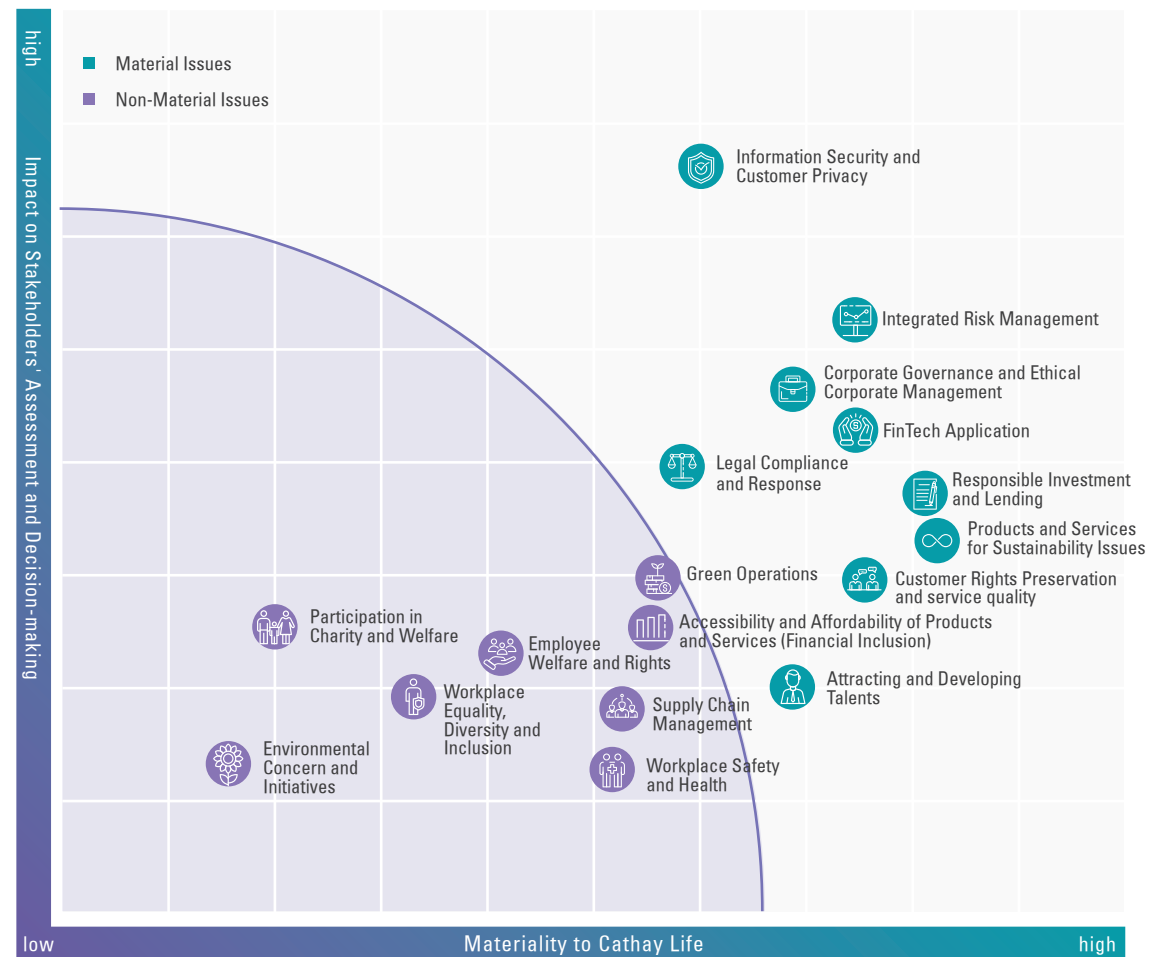 high
Impact on Stakeholders' Assessment and Decision-making
Material Issues
Non-Material Issues
Information Security and
Customer Privacy
Integrated Risk Management
Corporate Governance and Ethical
Corporate Management
FinTech Application
Legal Compliance
and Response
Responsible Investment
and Lending
Products and Services
for Sustainability Issues
Green Operations
Customer Rights Preservation
and service quality
Participation in
Charity and Welfare
Accessibility and Affordability of Products
and Services (Financial Inclusion)
Employee
Welfare and Rights
Attracting and Developing
Talents
Workplace
Equality,
Diversity and
Inclusion
Supply Chain
Management
Environmental
Concern and
Initiatives
Workplace Safety
and Health
low
Materiality to Cathay Life
high